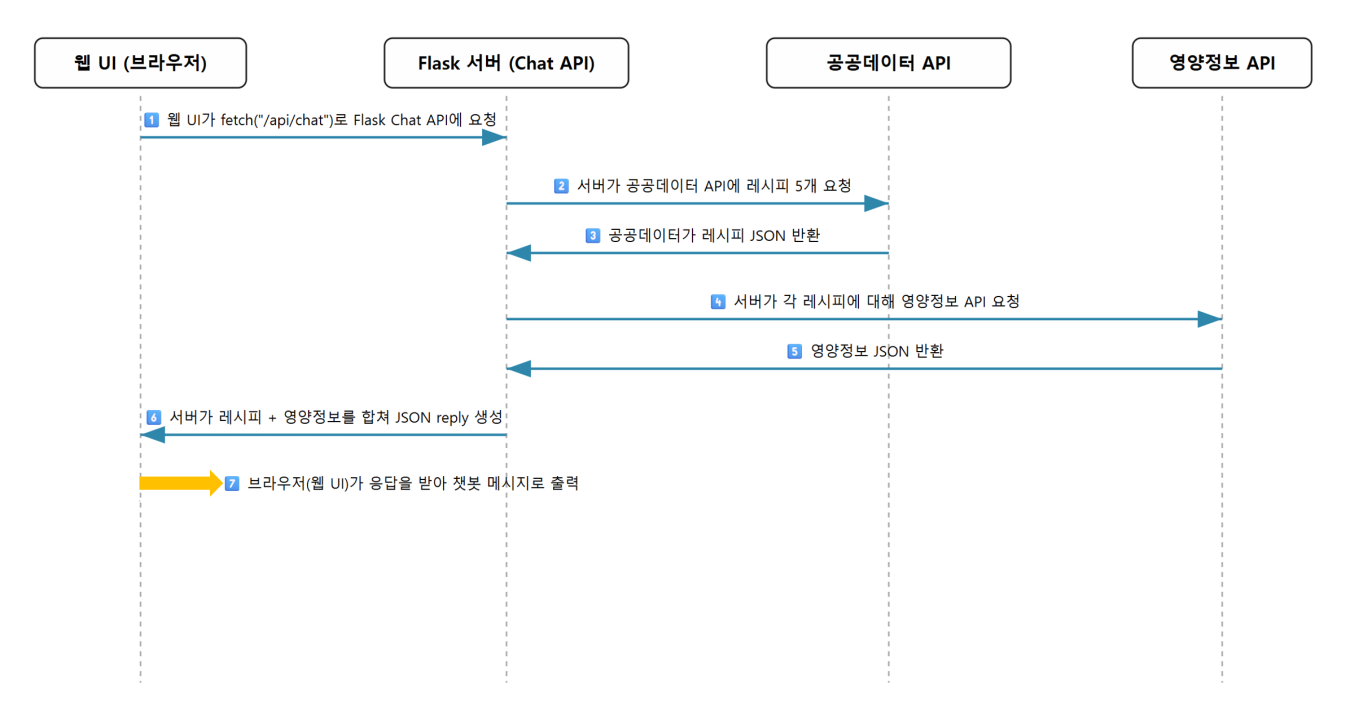 웹 UI (브라우저)
Flask 서버 (Chat API)
공공데이터 API
영양정보 API
1 웹 UI가 fetch("/api/chat")로 Flask Chat API에 요청
2 서버가 공공데이터 API에 레시피 5개 요청
3 공공데이터가 레시피 JSON 반환
4 서버가 각 레시피에 대해 영양정보 API 요청
5 영양정보 JSON 반환
6 서버가 레시피 + 영양정보를 합쳐 JSON reply 생성
7 브라우저(웹 UI)가 응답을 받아 챗봇 메시지로 출력